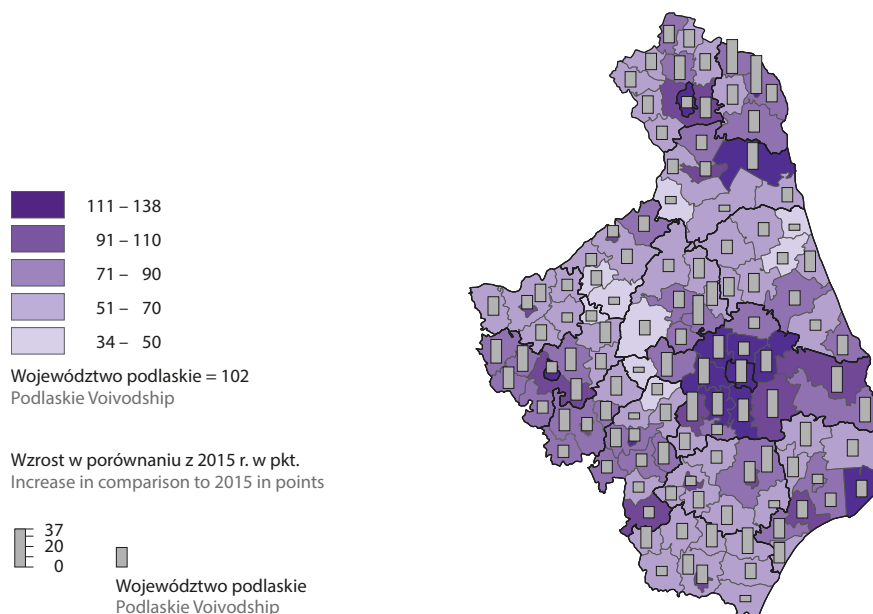 111 – 138
91 – 110
71 – 90
51 – 70
34 – 50
Województwo podlaskie = 102
Podlaskie Voivodship
Wzrost w porównaniu z 2015 r. w pkt.
Increase in comparison to 2015 in points
37
20
0
Województwo podlaskie
Podlaskie Voivodship